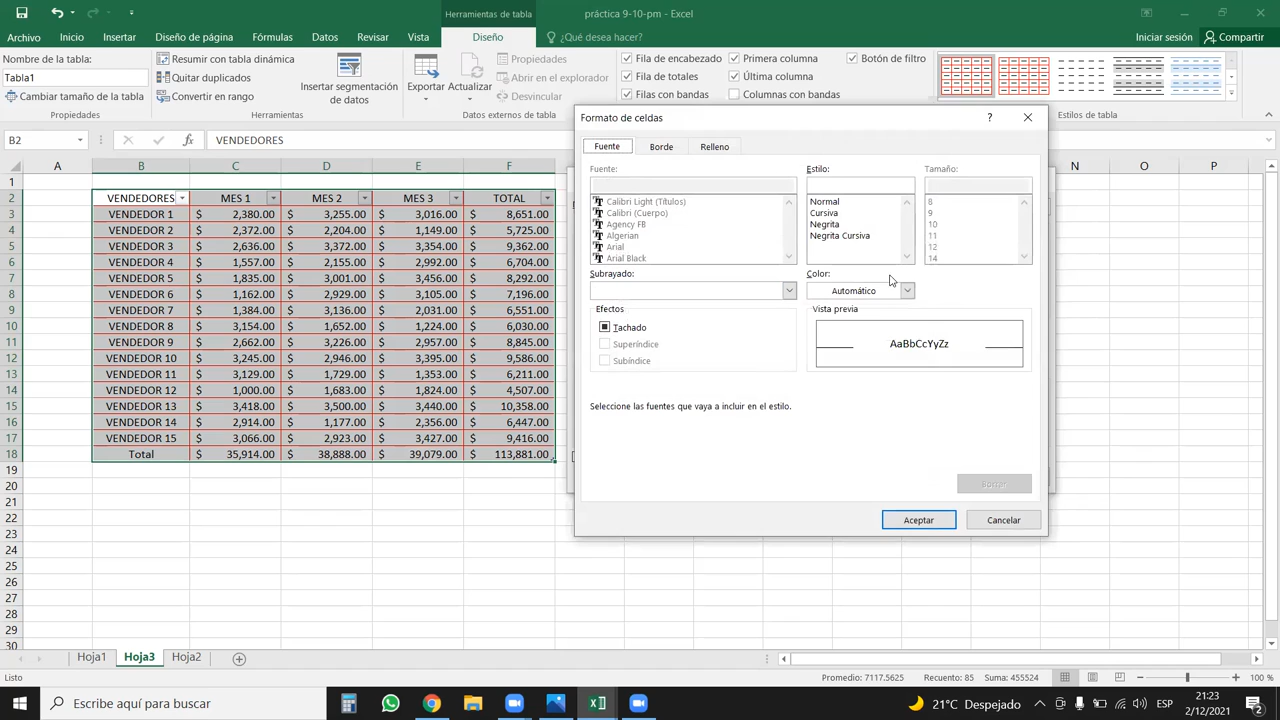 Herramientas de tabla
práctica 9-10-pm - Excel
Archivo
Inicio
Insertar
Diseño de página
Fórmulas
Datos
Revisar
Vista
Diseño
¿Qué desea hacer?
Iniciar sesión
Compartir
Nombre de la tabla:
Tabla1
Cambiar tamaño de la tabla
Propiedades
Resumir con tabla dinámica
Quitar duplicados
Convertir en rango
Herramientas
Insertar segmentación
de datos
Exportar
Actualizar
Propiedades
Abrir en el explorador
Desvincular
Datos externos de tabla
Fila de encabezado
Primera columna
Botón de filtro
Fila de totales
Última columna
Filas con bandas
Columnas con bandas
Estilos de tabla
B2
fx
VENDEDORES
A B C D E F N O P
1
2 VENDEDORES MES 1 MES 2 MES 3 TOTAL
3 VENDEDOR 1 $ 2,380.00 $ 3,255.00 $ 3,016.00 $ 8,651.00
4 VENDEDOR 2 $ 2,372.00 $ 2,204.00 $ 1,149.00 $ 5,725.00
5 VENDEDOR 3 $ 2,636.00 $ 3,372.00 $ 3,354.00 $ 9,362.00
6 VENDEDOR 4 $ 1,557.00 $ 2,155.00 $ 2,992.00 $ 6,704.00
7 VENDEDOR 5 $ 1,835.00 $ 3,001.00 $ 3,456.00 $ 8,292.00
8 VENDEDOR 6 $ 1,162.00 $ 2,929.00 $ 3,105.00 $ 7,196.00
9 VENDEDOR 7 $ 1,384.00 $ 3,136.00 $ 2,031.00 $ 6,551.00
10 VENDEDOR 8 $ 3,154.00 $ 1,652.00 $ 1,224.00 $ 6,030.00
11 VENDEDOR 9 $ 2,662.00 $ 3,226.00 $ 2,957.00 $ 8,845.00
12 VENDEDOR 10 $ 3,245.00 $ 2,946.00 $ 3,395.00 $ 9,586.00
13 VENDEDOR 11 $ 3,129.00 $ 1,729.00 $ 1,353.00 $ 6,211.00
14 VENDEDOR 12 $ 1,000.00 $ 1,683.00 $ 1,824.00 $ 4,507.00
15 VENDEDOR 13 $ 3,418.00 $ 3,500.00 $ 3,440.00 $ 10,358.00
16 VENDEDOR 14 $ 2,914.00 $ 1,177.00 $ 2,356.00 $ 6,447.00
17 VENDEDOR 15 $ 3,066.00 $ 2,923.00 $ 3,427.00 $ 9,416.00
18 Total $ 35,914.00 $ 38,888.00 $ 39,079.00 $ 113,881.00
19
20
21
22
23
24
25
26
27
28
29
30
Formato de celdas
Fuente
Borde
Relleno
Fuente:
Calibri Light (Títulos)
Calibri (Cuerpo)
Agency FB
Algerian
Arial
Arial Black
Estilo:
Normal
Cursiva
Negrita
Negrita Cursiva
Tamaño:
8
9
10
11
12
14
Subrayado:
Color:
Automático
Efectos
Tachado
Superíndice
Subíndice
Vista previa
AaBbCcYyZz
Seleccione las fuentes que vaya a incluir en el estilo.
Borrar
Aceptar
Cancelar
Hoja1
Hoja3
Hoja2
Listo
Promedio: 7117.5625
Recuento: 85
Suma: 455524
100 %
Escribe aquí para buscar
21°C Despejado
ESP
21:23
2/12/2021
2